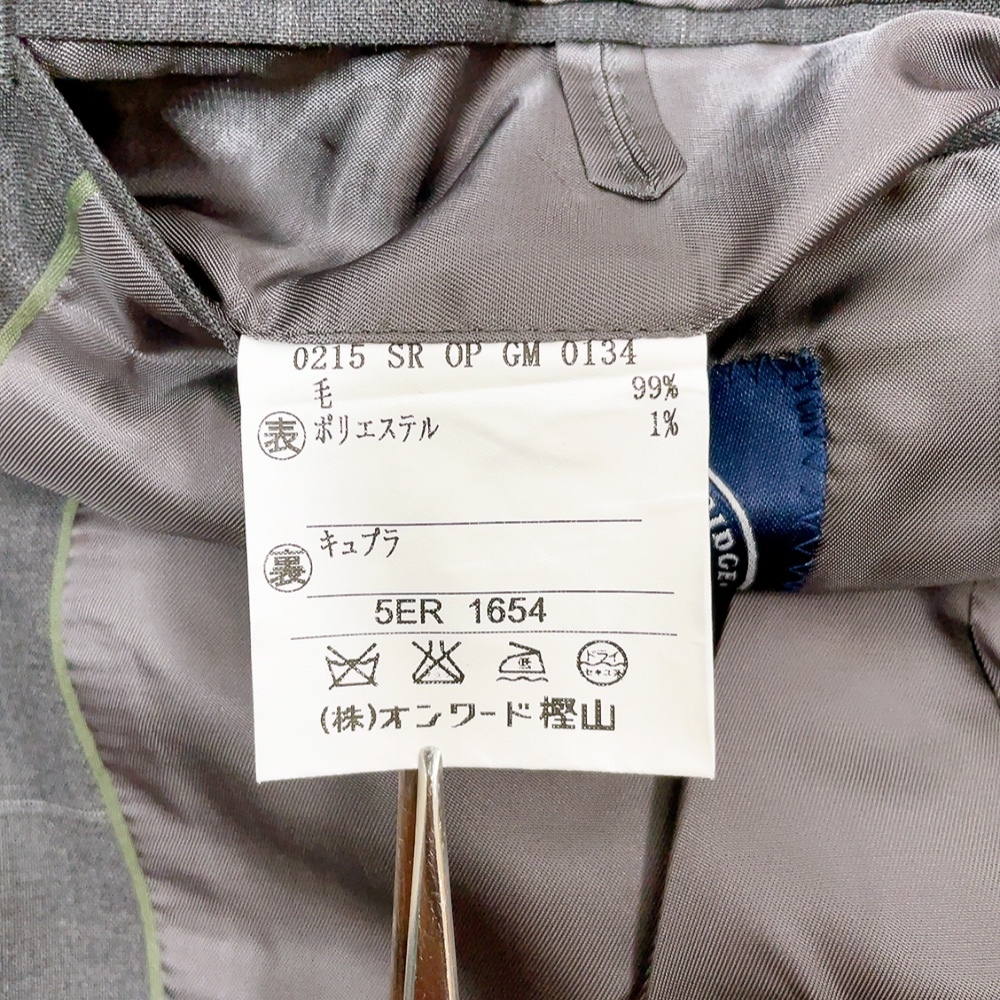 0215 SR OP GM 0134
毛 99%
表 ポリエステル 1%
裏 キュプラ
5ER 1654
低
ドライ
セキユ系
(株)オンワード樫山